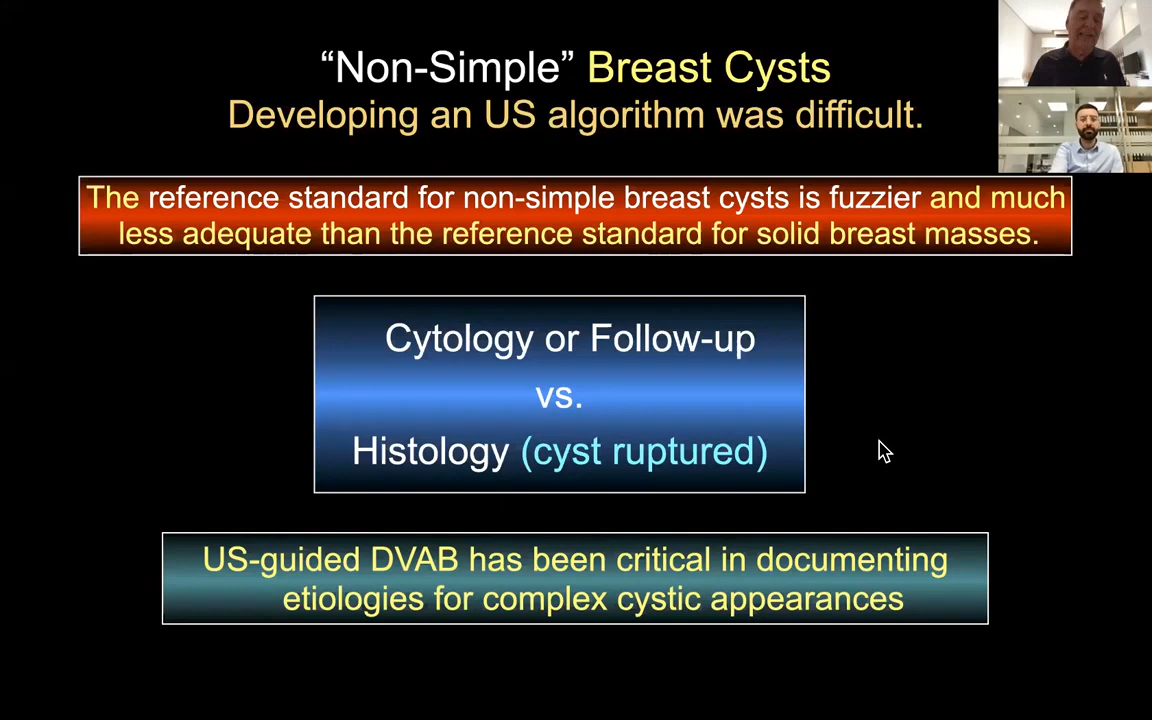 “Non-Simple” Breast Cysts
Developing an US algorithm was difficult.
The reference standard for non-simple breast cysts is fuzzier and much
less adequate than the reference standard for solid breast masses.
Cytology or Follow-up
vs.
Histology (cyst ruptured)
US-guided DVAB has been critical in documenting
etiologies for complex cystic appearances